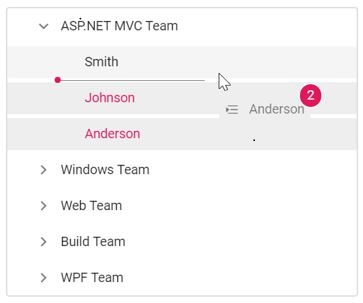 ASP.NET MVC Team
Smith
Johnson
2
Anderson
Anderson
Windows Team
Web Team
Build Team
WPF Team